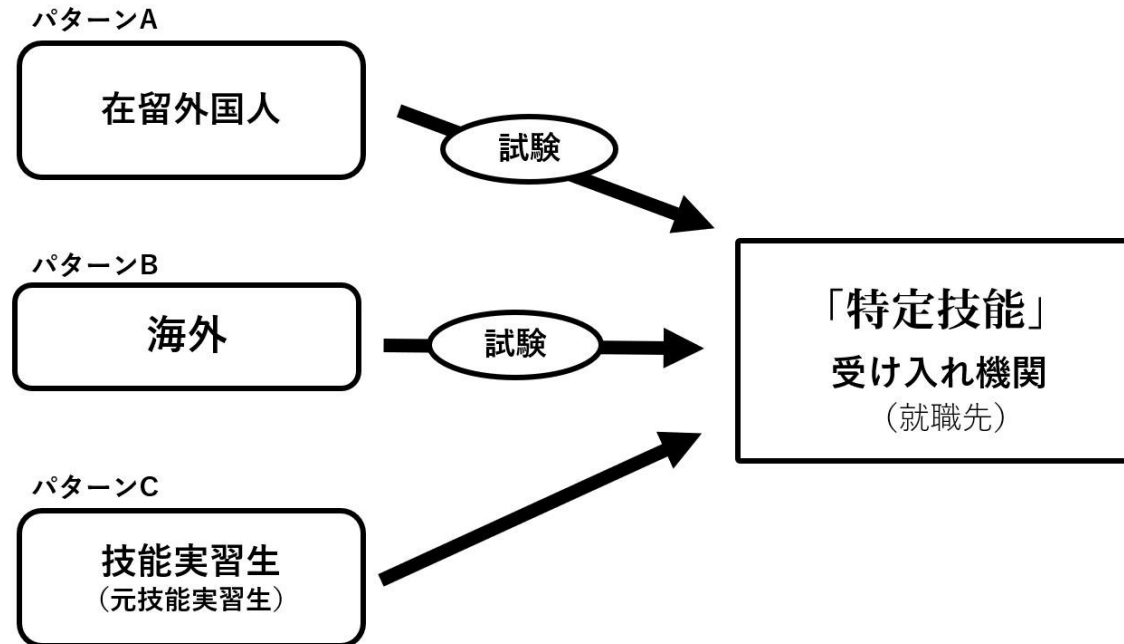 パターンA
在留外国人
試験
パターンB
海外
試験
パターンC
技能実習生
（元技能実習生）
「特定技能」
受け入れ機関
（就職先）